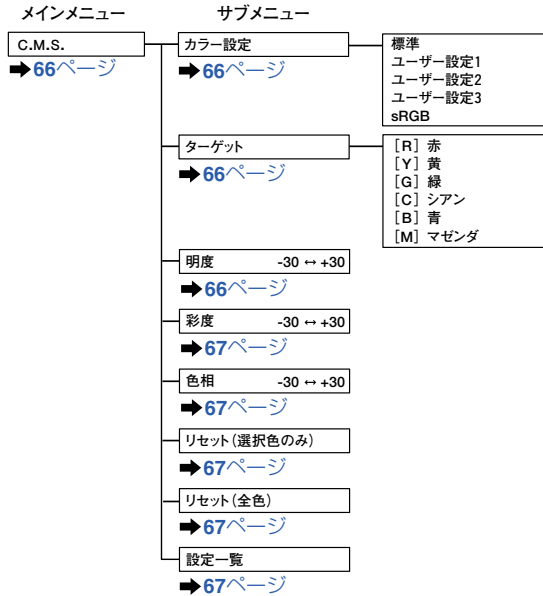 メインメニュー
サブメニュー
C.M.S.
➡66ページ
カラー設定
➡66ページ
標準
ユーザー設定1
ユーザー設定2
ユーザー設定3
sRGB
ターゲット
➡66ページ
[R] 赤
[Y] 黄
[G] 緑
[C] シアン
[B] 青
[M] マゼンダ
明度 -30 ↔ +30
➡66ページ
彩度 -30 ↔ +30
➡67ページ
色相 -30 ↔ +30
➡67ページ
リセット(選択色のみ)
➡67ページ
リセット(全色)
➡67ページ
設定一覧
➡67ページ